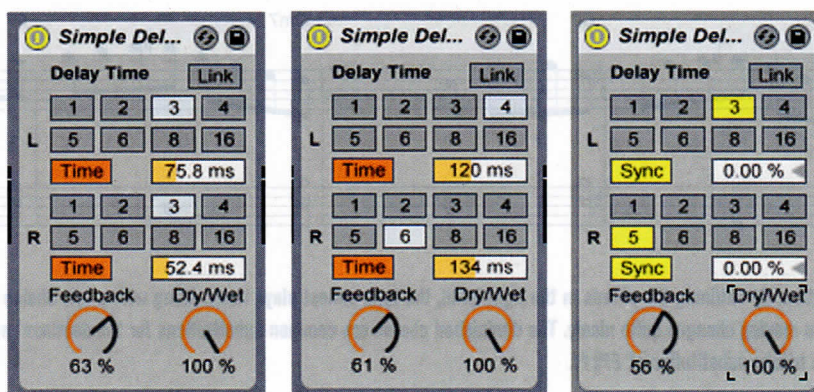 Simple Del...
Delay Time
Link
1 2 3 4
L 5 6 8 16
Time 75.8 ms
1 2 3 4
R 5 6 8 16
Time 52.4 ms
Feedback Dry/Wet
63 % 100 %
Simple Del...
Delay Time
Link
1 2 3 4
L 5 6 8 16
Time 120 ms
1 2 3 4
R 5 6 8 16
Time 134 ms
Feedback Dry/Wet
61 % 100 %
Simple Del...
Delay Time
Link
1 2 3 4
L 5 6 8 16
Sync 0.00 %
1 2 3 4
R 5 6 8 16
Sync 0.00 %
Feedback Dry/Wet
56 % 100 %